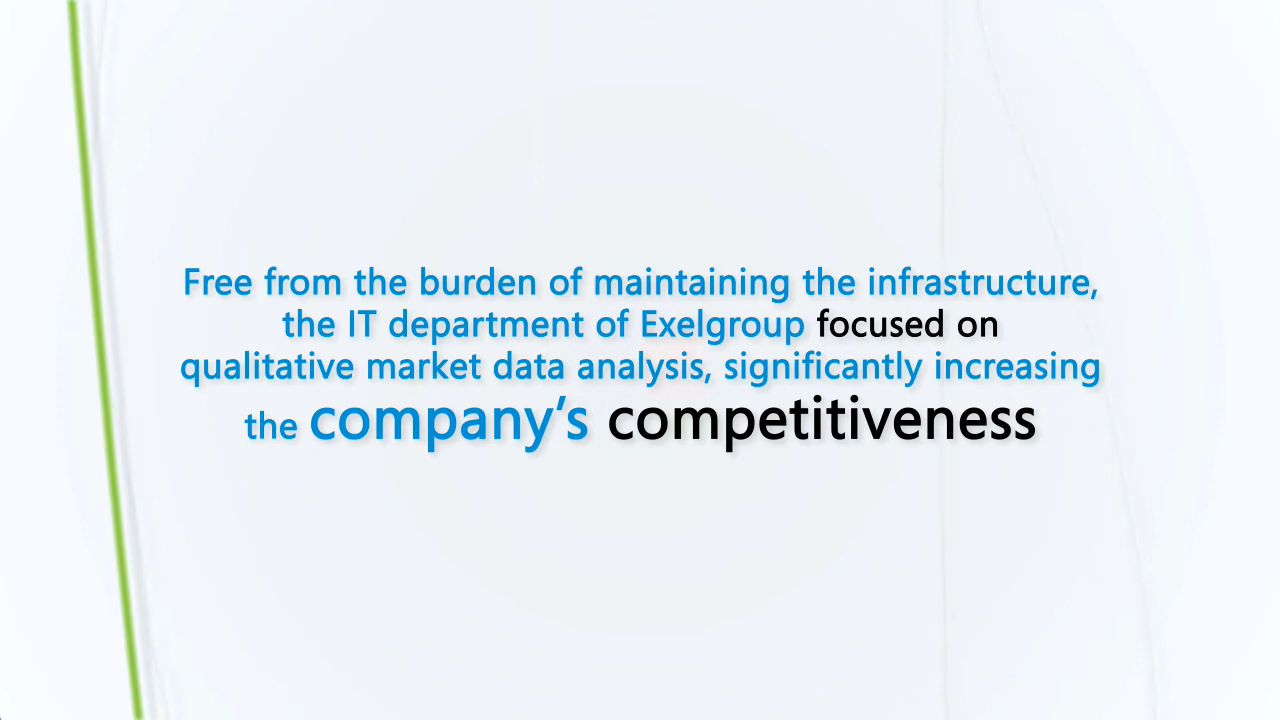 Free from the burden of maintaining the infrastructure,
the IT department of Exelgroup focused on
qualitative market data analysis, significantly increasing
the company’s competitiveness